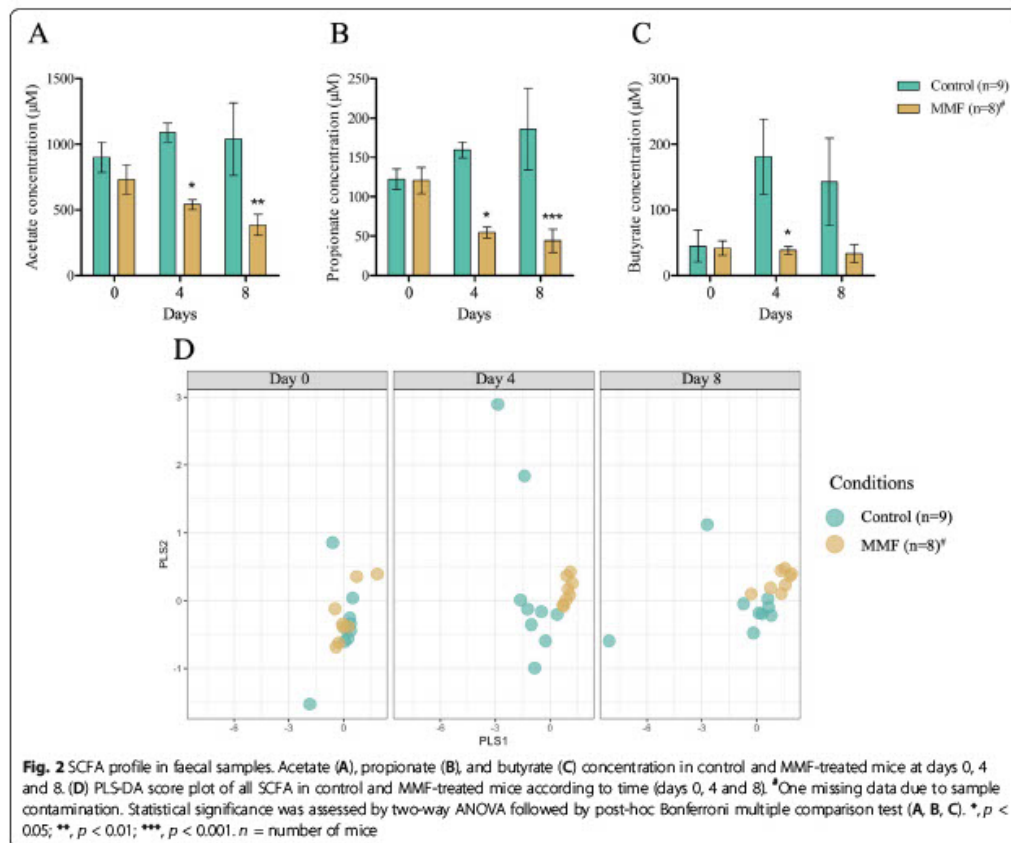 A
B
C
1500
1000
500
0
Acetate concentration (µM)
*
**
0 4 8
Days
250
200
150
100
50
0
Propionate concentration (µM)
*
***
0 4 8
Days
300
200
100
0
Butyrate concentration (µM)
*
0 4 8
Days
Control (n=9)
MMF (n=8)#
D
Day 0 Day 4 Day 8
3
2
1
0
-1
PLS2
-6 -3 0 -6 -3 0 -6 -3 0
PLS1
Conditions
Control (n=9)
MMF (n=8)#
Fig. 2 SCFA profile in faecal samples. Acetate (A), propionate (B), and butyrate (C) concentration in control and MMF-treated mice at days 0, 4
and 8. (D) PLS-DA score plot of all SCFA in control and MMF-treated mice according to time (days 0, 4 and 8). #One missing data due to sample
contamination. Statistical significance was assessed by two-way ANOVA followed by post-hoc Bonferroni multiple comparison test (A, B, C). *, p <
0.05; **, p < 0.01; ***, p < 0.001. n = number of mice